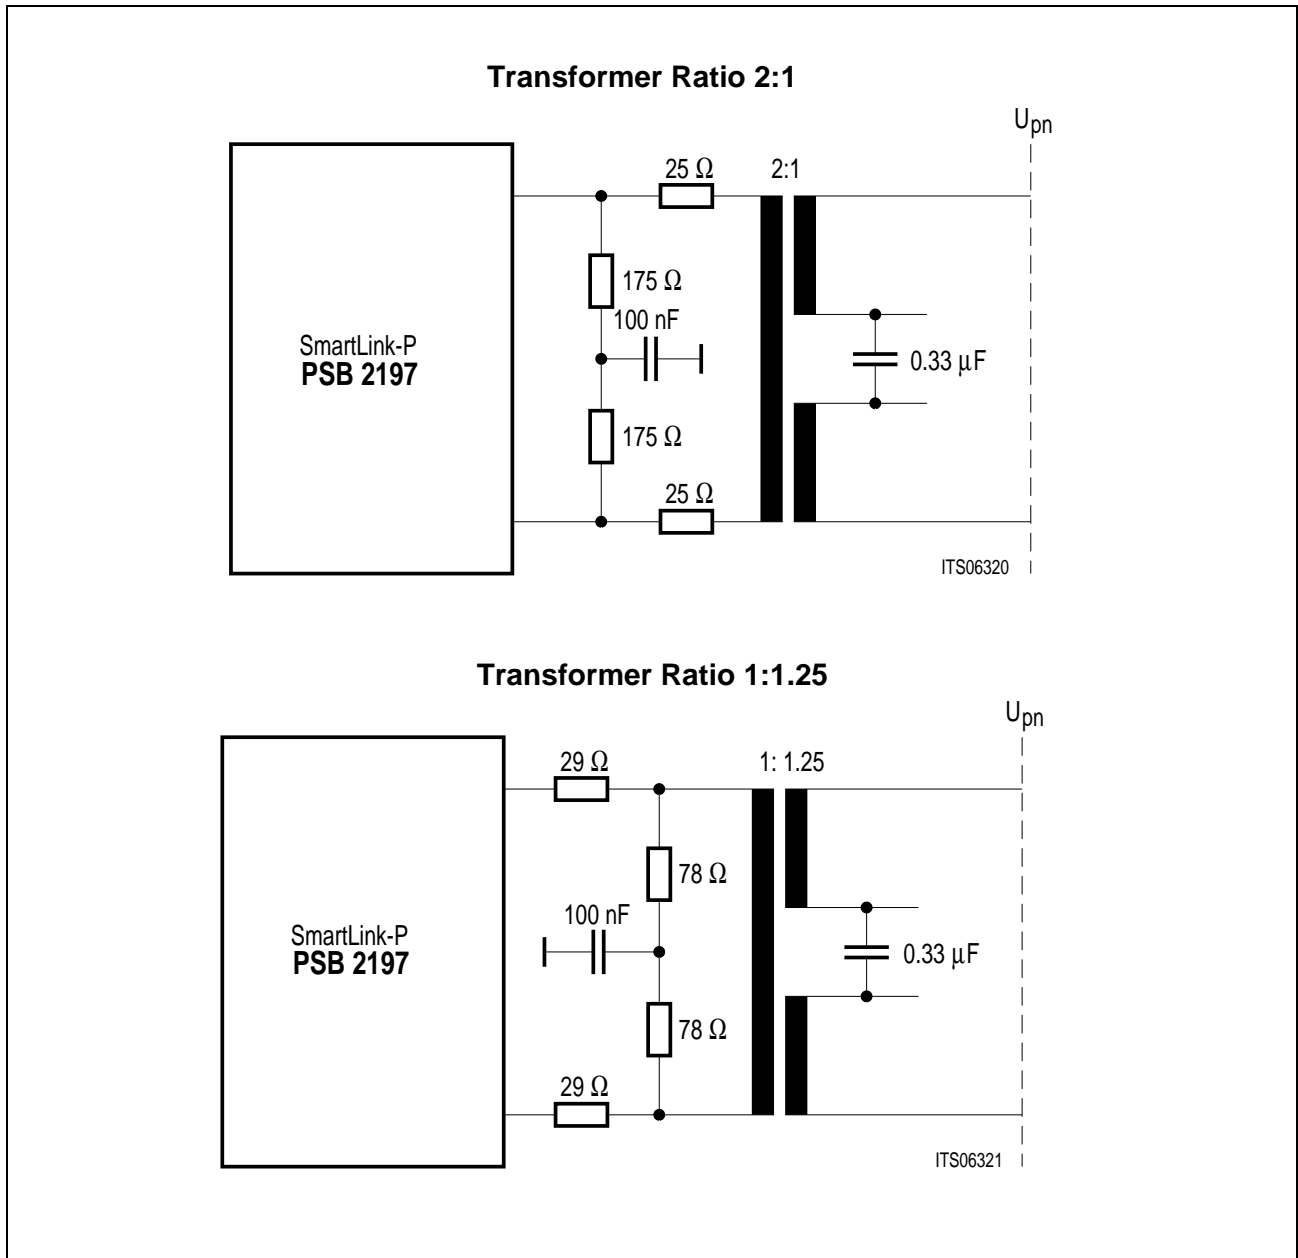 Transformer Ratio 2:1
Upn
25 Ω
2:1
175 Ω
100 nF
SmartLink-P
PSB 2197
0.33 µF
175 Ω
25 Ω
ITS06320
Transformer Ratio 1:1.25
Upn
29 Ω
1: 1.25
78 Ω
100 nF
SmartLink-P
PSB 2197
0.33 µF
78 Ω
29 Ω
ITS06321